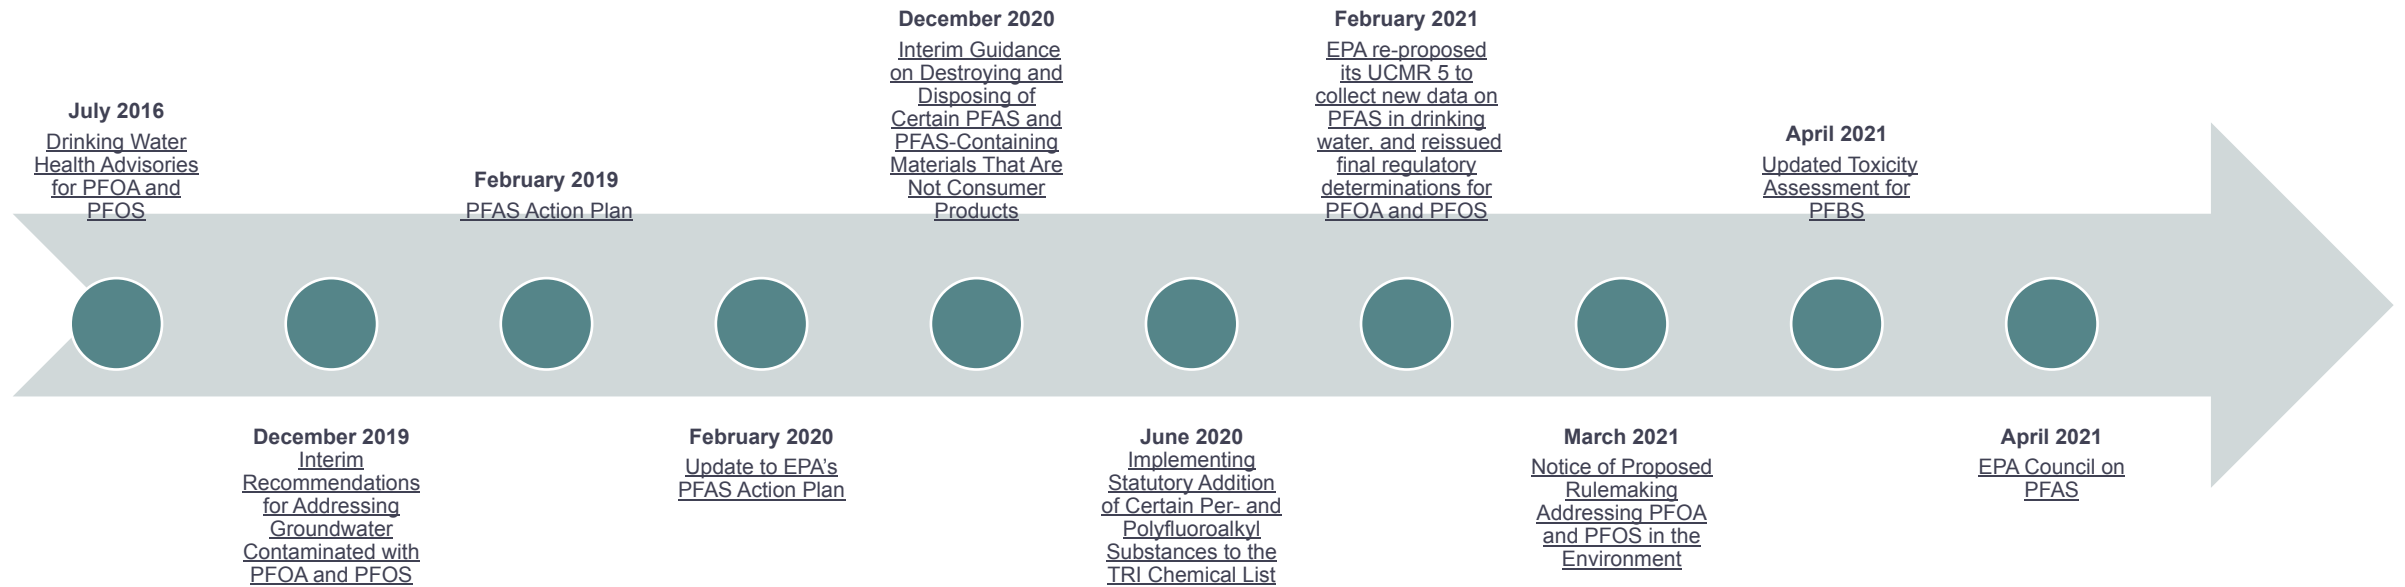 July 2016
Drinking Water
Health Advisories
for PFOA and
PFOS
December 2019
Interim
Recommendations
for Addressing
Groundwater
Contaminated with
PFOA and PFOS
February 2019
PFAS Action Plan
February 2020
Update to EPA’s
PFAS Action Plan
December 2020
Interim Guidance
on Destroying and
Disposing of
Certain PFAS and
PFAS-Containing
Materials That Are
Not Consumer
Products
June 2020
Implementing
Statutory Addition
of Certain Per- and
Polyfluoroalkyl
Substances to the
TRI Chemical List
February 2021
EPA re-proposed
its UCMR 5 to
collect new data on
PFAS in drinking
water, and reissued
final regulatory
determinations for
PFOA and PFOS
March 2021
Notice of Proposed
Rulemaking
Addressing PFOA
and PFOS in the
Environment
April 2021
Updated Toxicity
Assessment for
PFBS
April 2021
EPA Council on
PFAS